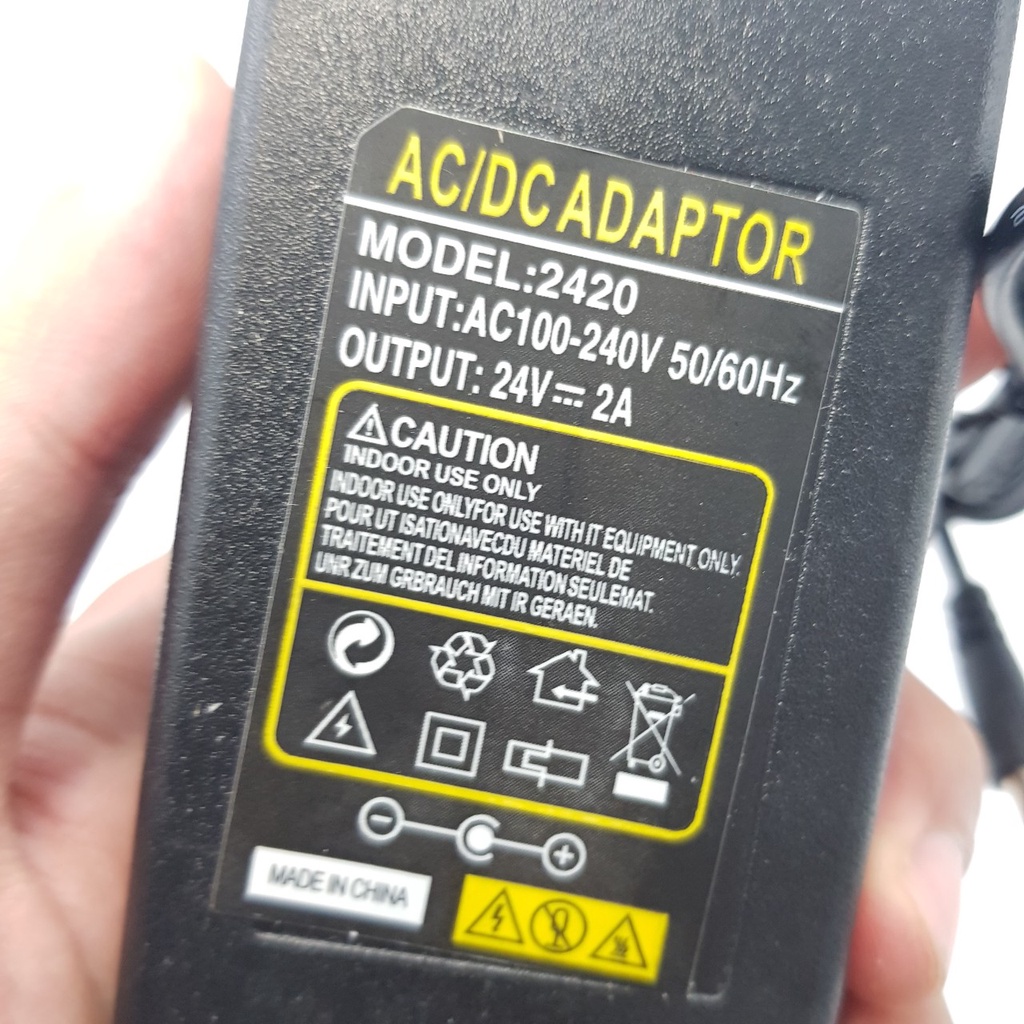 AC/DC ADAPTOR
MODEL:2420
INPUT:AC100-240V 50/60Hz
OUTPUT: 24V⎓ 2A
⚠CAUTION
INDOOR USE ONLY
INDOOR USE ONLYFOR USE WITH IT EQUIPMENT ONLY.
POUR UT ISATIONAVECDU MATERIEL DE
TRAITEMENT DEL INFORMATION SEULEMAT.
UNR ZUM GRBRAUCH MIT IR GERAEN.
MADE IN CHINA